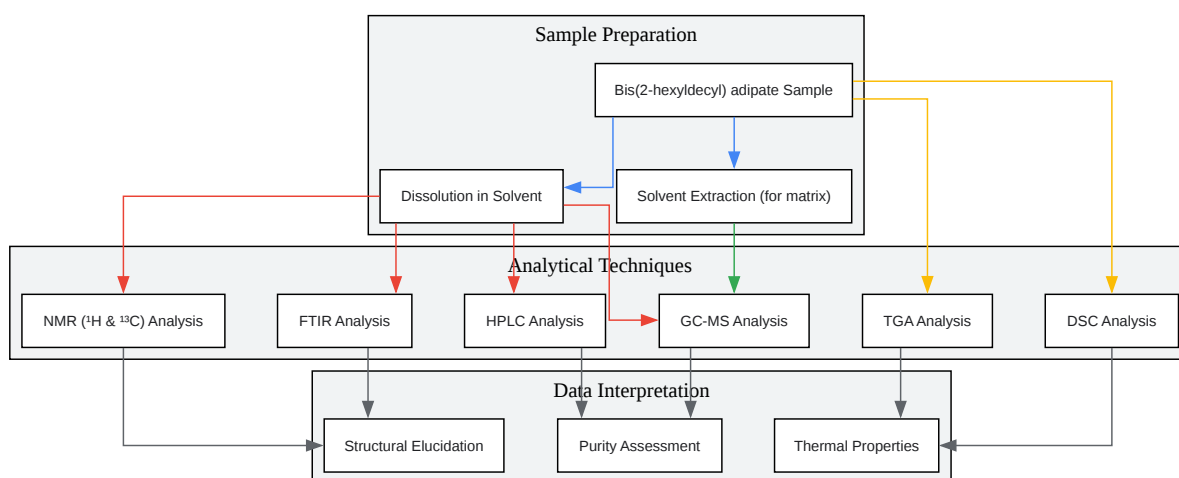 Sample Preparation
Bis(2-hexyldecyl) adipate Sample
Dissolution in Solvent
Solvent Extraction (for matrix)
Analytical Techniques
NMR (¹H & ¹³C) Analysis
FTIR Analysis
HPLC Analysis
GC-MS Analysis
TGA Analysis
DSC Analysis
Data Interpretation
Structural Elucidation
Purity Assessment
Thermal Properties